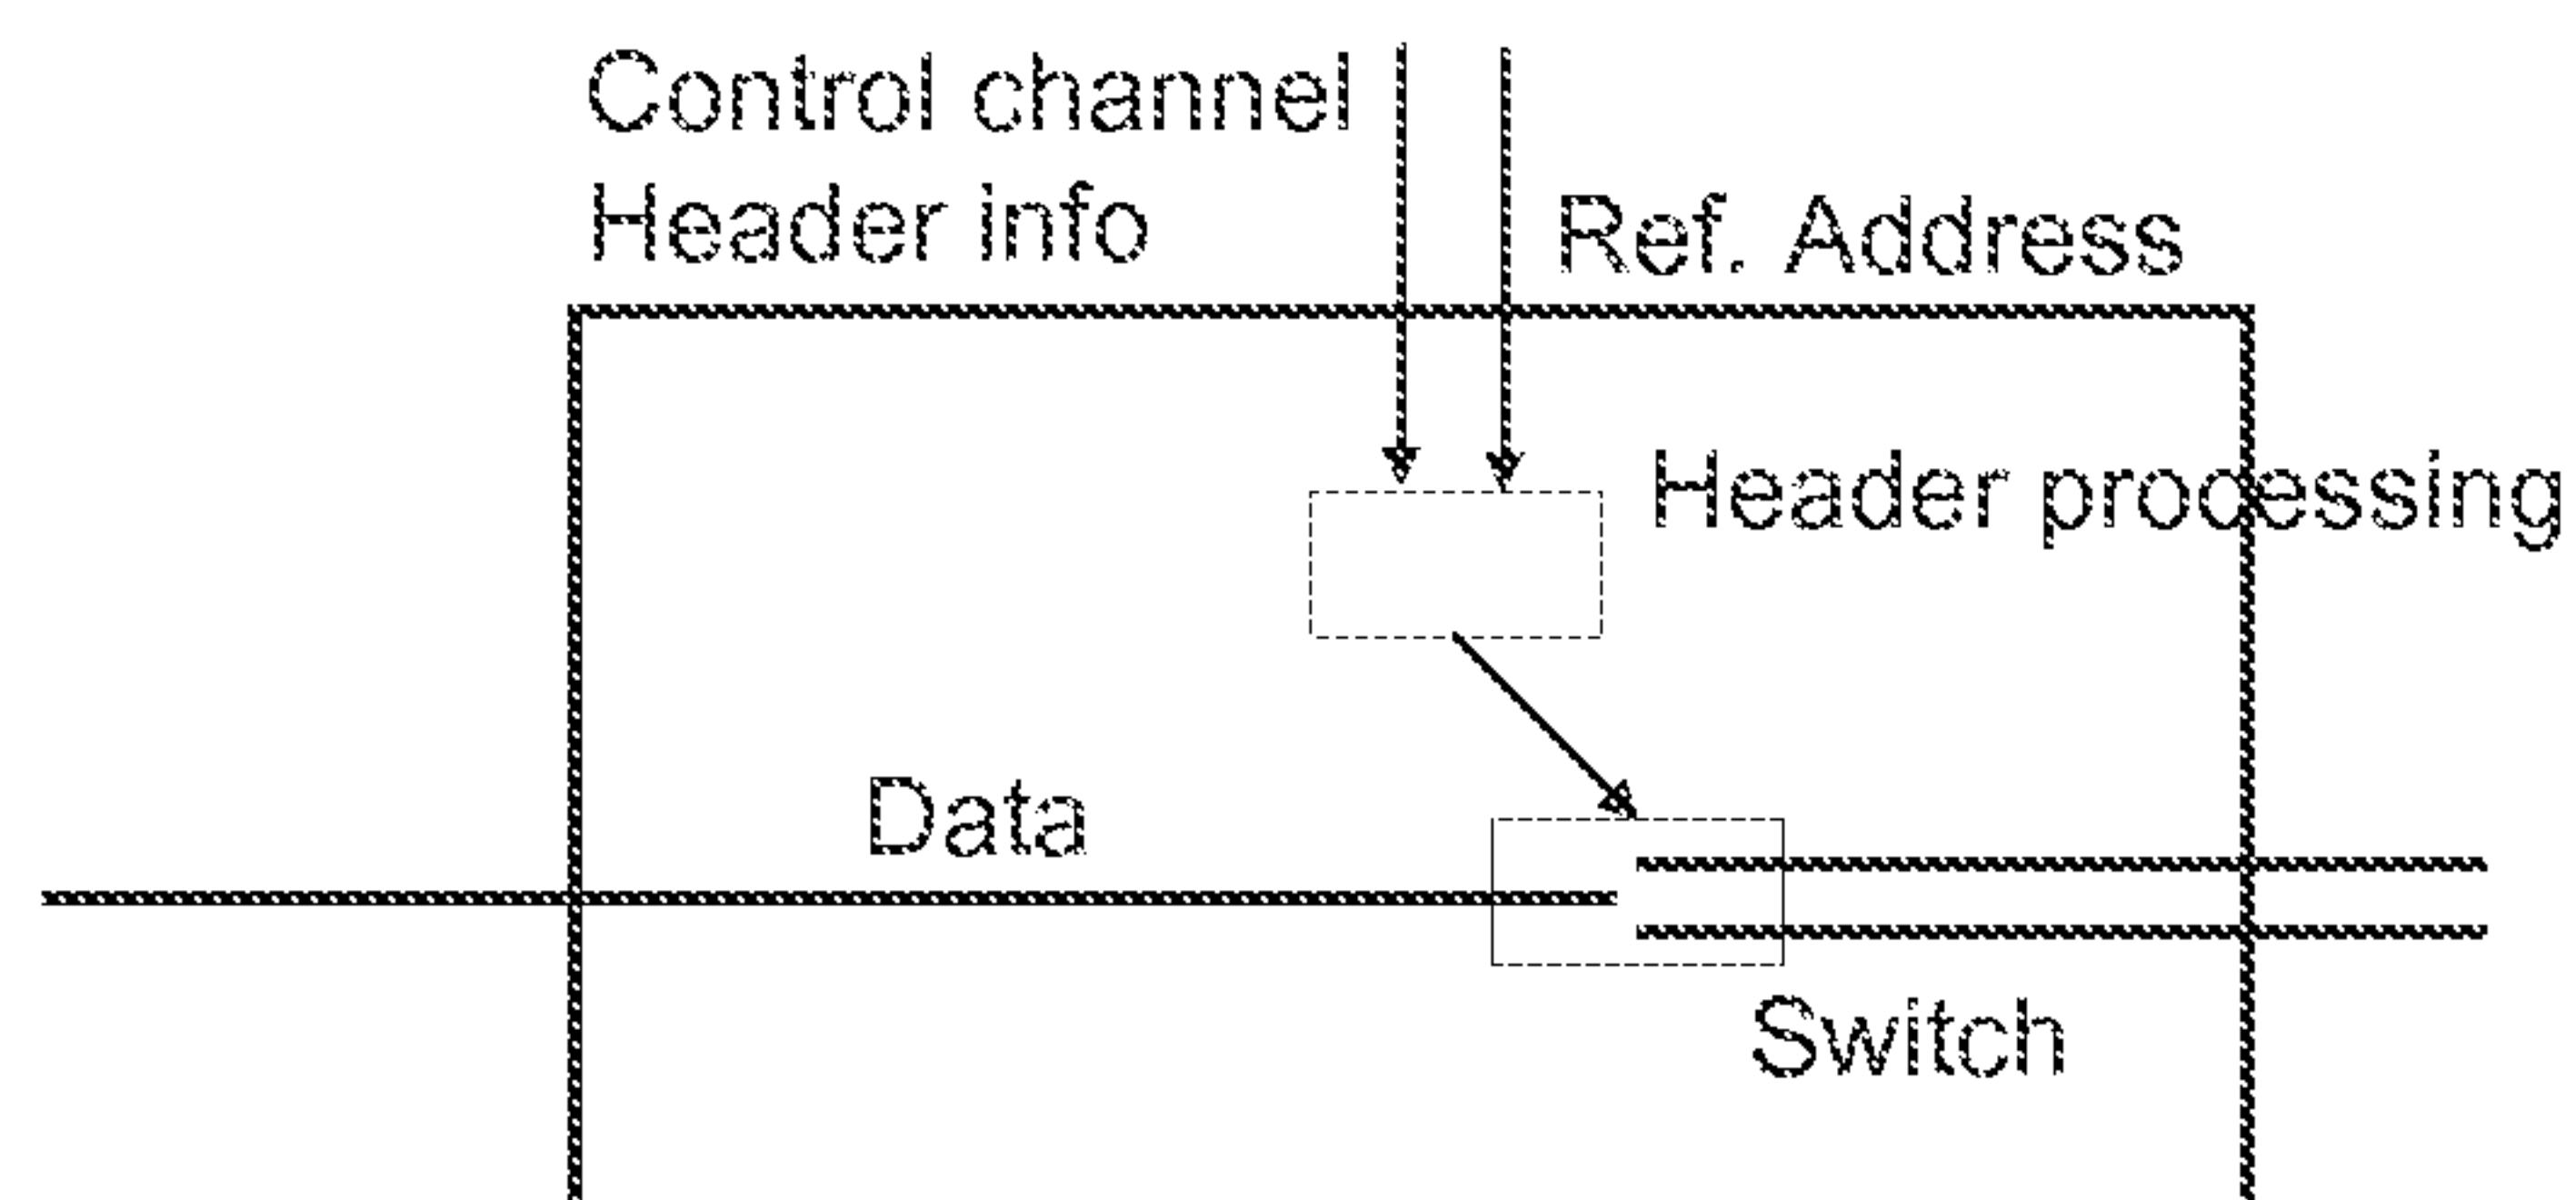 Control channel
Header info
Ref. Address
Header processing
Data
Switch